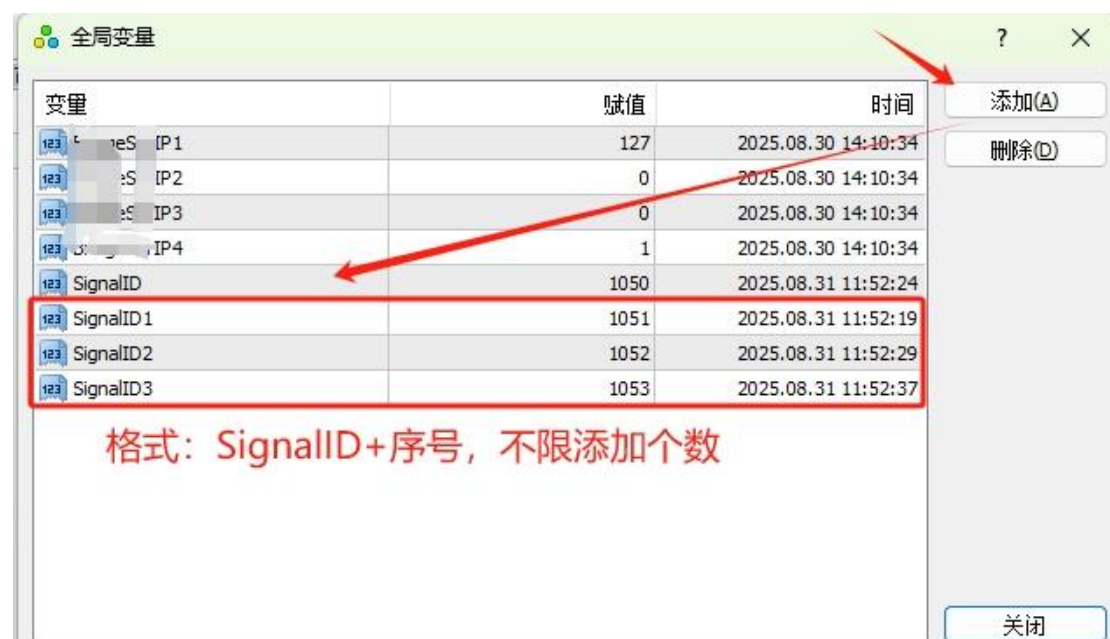 全局变量
? ×
变量 赋值 时间 添加(A)
IP1 127 2025.08.30 14:10:34 删除(D)
IP2 0 2025.08.30 14:10:34
IP3 0 2025.08.30 14:10:34
IP4 1 2025.08.30 14:10:34
SignalID 1050 2025.08.31 11:52:24
SignalID1 1051 2025.08.31 11:52:19
SignalID2 1052 2025.08.31 11:52:29
SignalID3 1053 2025.08.31 11:52:37
格式：SignalID+序号，不限添加个数
关闭